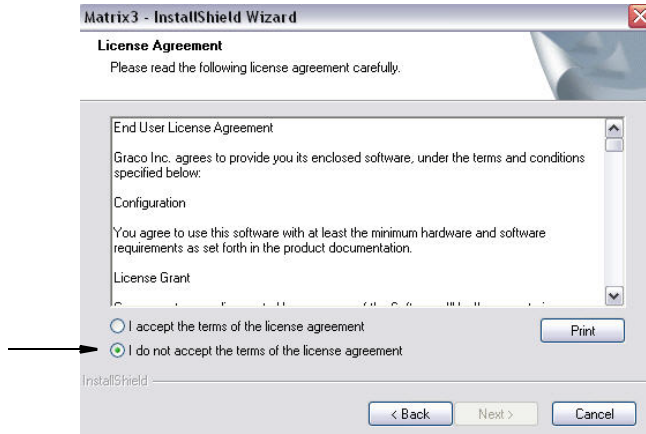 Matrix3 - InstallShield Wizard
License Agreement
Please read the following license agreement carefully.
End User License Agreement
Graco Inc. agrees to provide you its enclosed software, under the terms and conditions
specified below:
Configuration
You agree to use this software with at least the minimum hardware and software
requirements as set forth in the product documentation.
License Grant
I accept the terms of the license agreement
Print
I do not accept the terms of the license agreement
InstallShield
< Back
Next >
Cancel